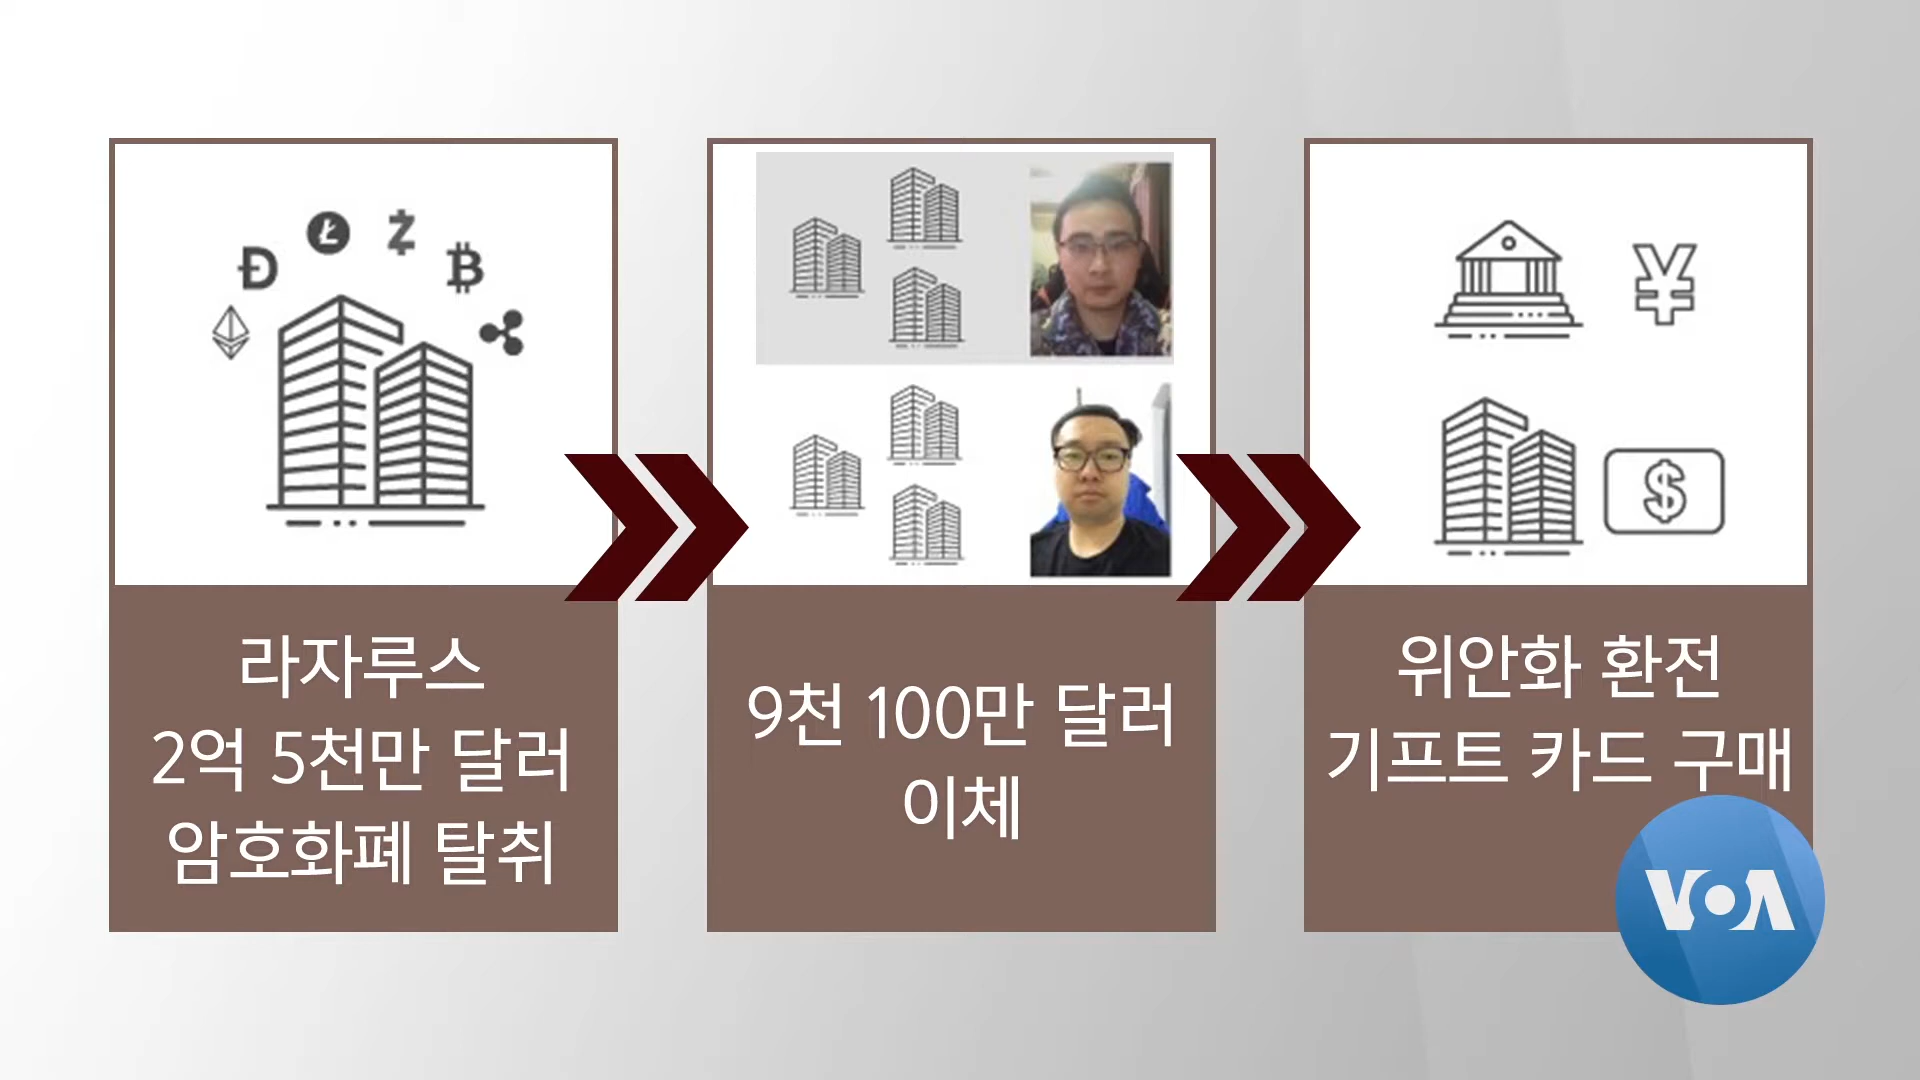 라자루스
2억 5천만 달러
암호화폐 탈취
9천 100만 달러
이체
위안화 환전
기프트 카드 구매
VOA